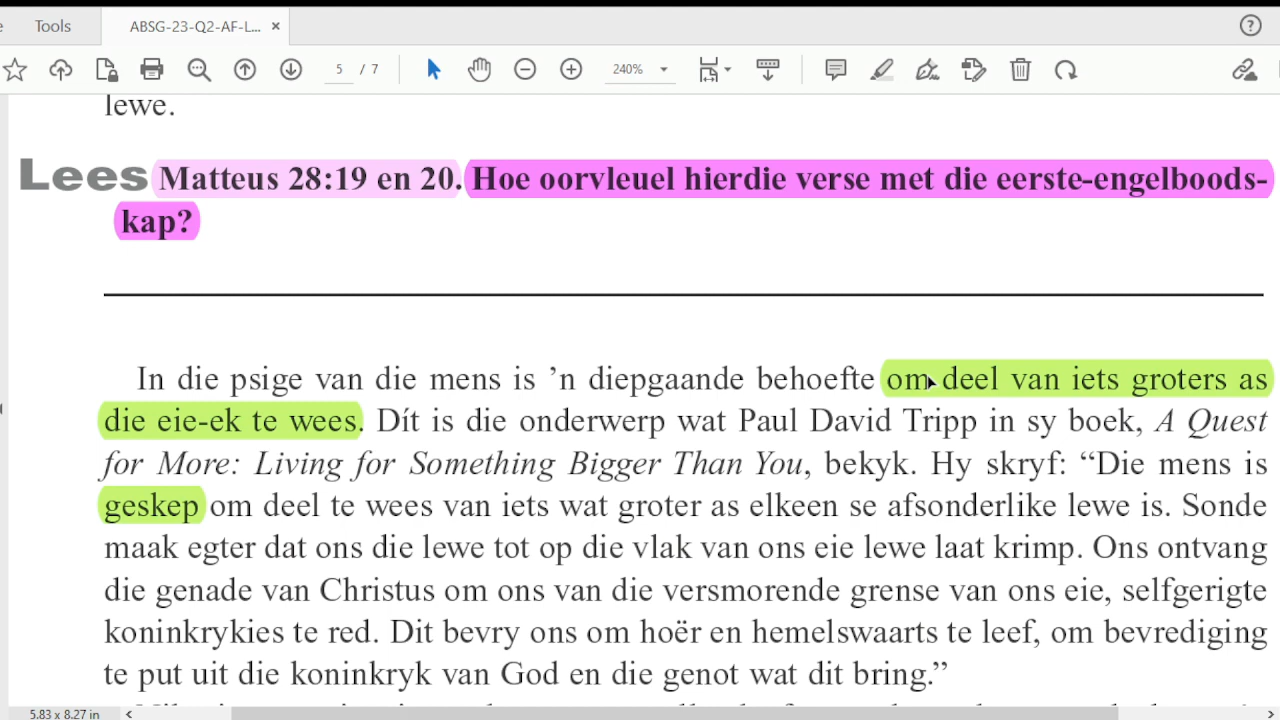 Tools
ABSG-23-Q2-AF-L... ×
5 / 7
240%
lewe.
Lees Matteus 28:19 en 20. Hoe oorvleuel hierdie verse met die eerste-engelboods-
kap?
In die psige van die mens is ’n diepgaande behoefte om deel van iets groters as
die eie-ek te wees. Dít is die onderwerp wat Paul David Tripp in sy boek, A Quest
for More: Living for Something Bigger Than You, bekyk. Hy skryf: “Die mens is
geskep om deel te wees van iets wat groter as elkeen se afsonderlike lewe is. Sonde
maak egter dat ons die lewe tot op die vlak van ons eie lewe laat krimp. Ons ontvang
die genade van Christus om ons van die versmorende grense van ons eie, selfgerigte
koninkrykies te red. Dit bevry ons om hoër en hemelswaarts te leef, om bevrediging
te put uit die koninkryk van God en die genot wat dit bring.”
5.83 x 8.27 in